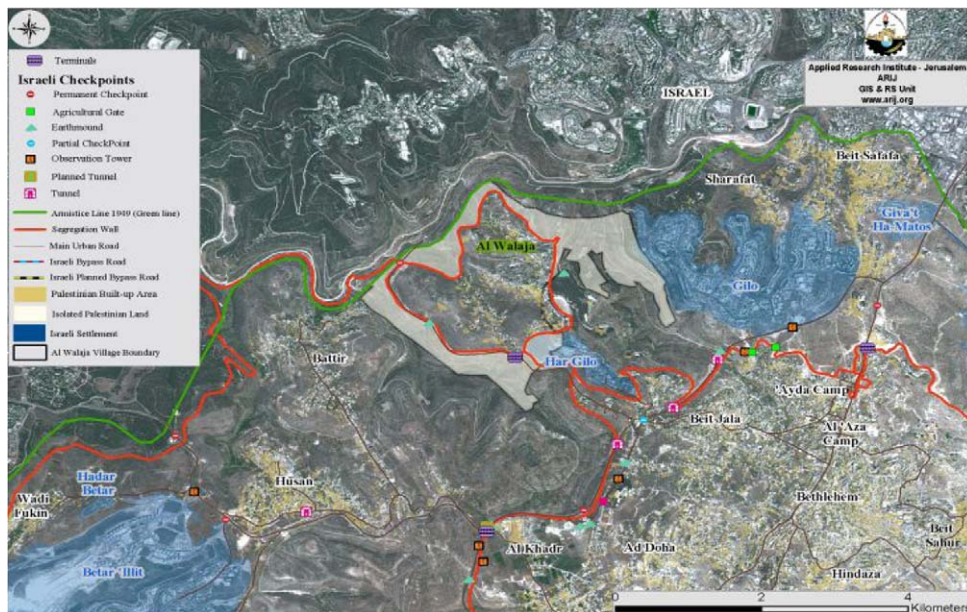 Terminals
Israeli Checkpoints
Permanent Checkpoint
Agricultural Gate
Earthmound
Partial CheckPoint
Observation Tower
Planned Tunnel
Tunnel
Armistice Line 1949 (Green line)
Segregation Wall
Main Urban Road
Israeli Bypass Road
Israeli Planned Bypass Road
Palestinian Built-up Area
Isolated Palestinian Land
Israeli Settlement
Al Walaja Village Boundary
Applied Research Institute - Jerusalem
ARIJ
GIS & RS Unit
www.arij.org
ISRAEL
Beit Safafa
Sharafat
Giva't
Ha-Matos
Al Walaja
Gilo
Battir
Har Gilo
'Ayda Camp
Beit Jala
Al 'Aza
Camp
Hadar
Betar
Husan
Wadi
Fukin
Bethlehem
Beit
Sahur
Al Khadr
Ad Doha
Betar 'Illit
Hindaza
0 2 4
Kilometer